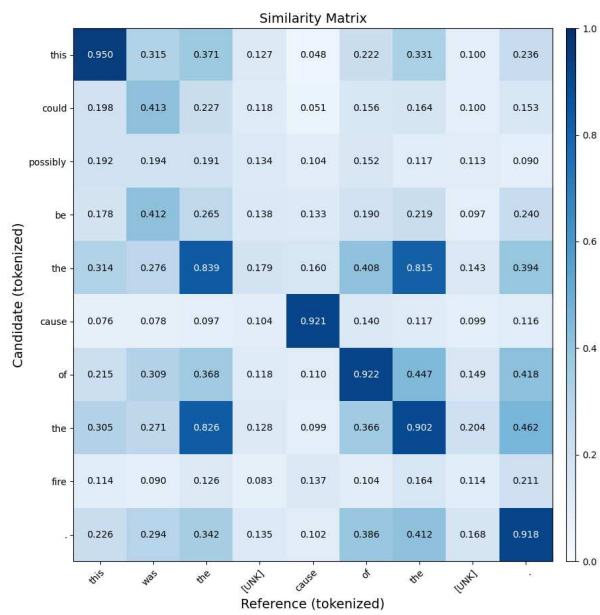 Similarity Matrix
this 0.950 0.315 0.371 0.127 0.048 0.222 0.331 0.100 0.236
could 0.198 0.413 0.227 0.118 0.051 0.156 0.164 0.100 0.153
possibly 0.192 0.194 0.191 0.134 0.104 0.152 0.117 0.113 0.090
be 0.178 0.412 0.265 0.138 0.133 0.190 0.219 0.097 0.240
the 0.314 0.276 0.839 0.179 0.160 0.408 0.815 0.143 0.394
cause 0.076 0.078 0.097 0.104 0.921 0.140 0.117 0.099 0.116
of 0.215 0.309 0.368 0.118 0.110 0.922 0.447 0.149 0.418
the 0.305 0.271 0.826 0.128 0.099 0.366 0.902 0.204 0.462
fire 0.114 0.090 0.126 0.083 0.137 0.104 0.164 0.114 0.211
. 0.226 0.294 0.342 0.135 0.102 0.386 0.412 0.168 0.918
this was the [UNK] cause of the [UNK] .
Reference (tokenized)
Candidate (tokenized)
1.0
0.8
0.6
0.4
0.2
0.0